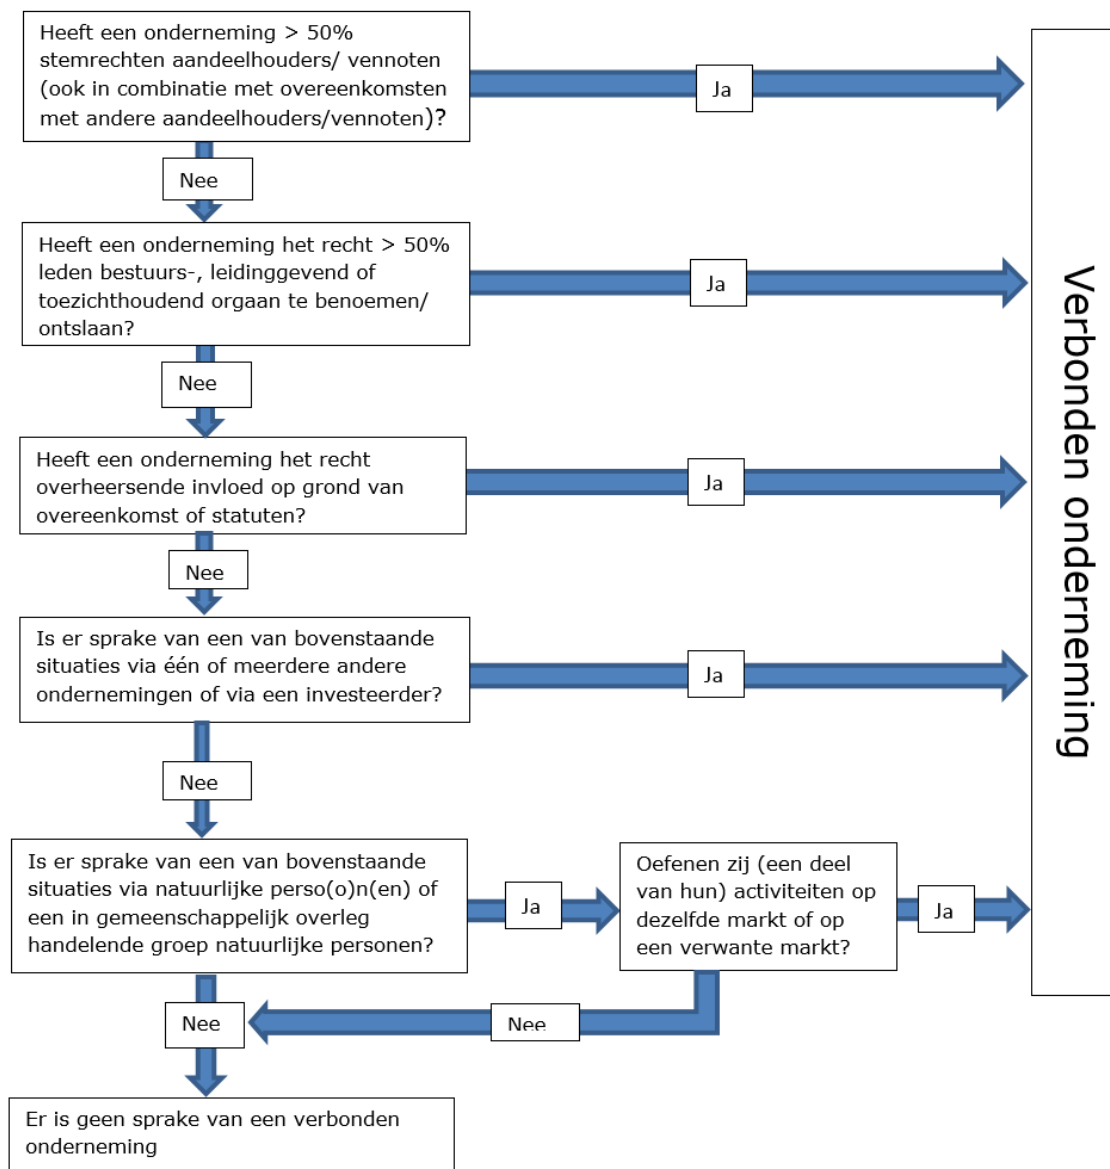 Heeft een onderneming > 50%
stemrechten aandeelhouders/ vennoten
(ook in combinatie met overeenkomsten
met andere aandeelhouders/vennoten)?
Ja
Nee
Heeft een onderneming het recht > 50%
leden bestuurs-, leidinggevend of
toezichthoudend orgaan te benoemen/
ontslaan?
Ja
Nee
Heeft een onderneming het recht
overheersende invloed op grond van
overeenkomst of statuten?
Ja
Nee
Is er sprake van een van bovenstaande
situaties via één of meerdere andere
ondernemingen of via een investeerder?
Ja
Nee
Is er sprake van een van bovenstaande
situaties via natuurlijke perso(o)n(en) of
een in gemeenschappelijk overleg
handelende groep natuurlijke personen?
Ja
Oefenen zij (een deel
van hun) activiteiten op
dezelfde markt of op
een verwante markt?
Ja
Nee
Nee
Er is geen sprake van een verbonden
onderneming
Verbonden onderneming